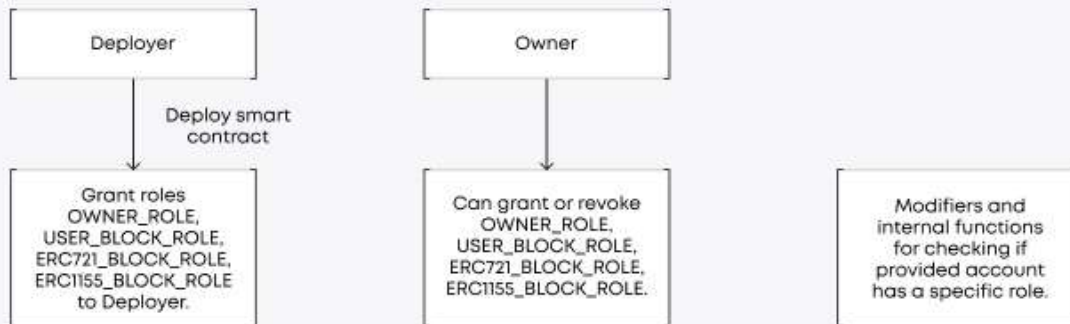 Deployer
Owner
Deploy smart
contract
Grant roles
OWNER_ROLE,
USER_BLOCK_ROLE,
ERC721_BLOCK_ROLE,
ERC1155_BLOCK_ROLE
to Deployer.
Can grant or revoke
OWNER_ROLE,
USER_BLOCK_ROLE,
ERC721_BLOCK_ROLE,
ERC1155_BLOCK_ROLE.
Modifiers and
internal functions
for checking if
provided account
has a specific role.